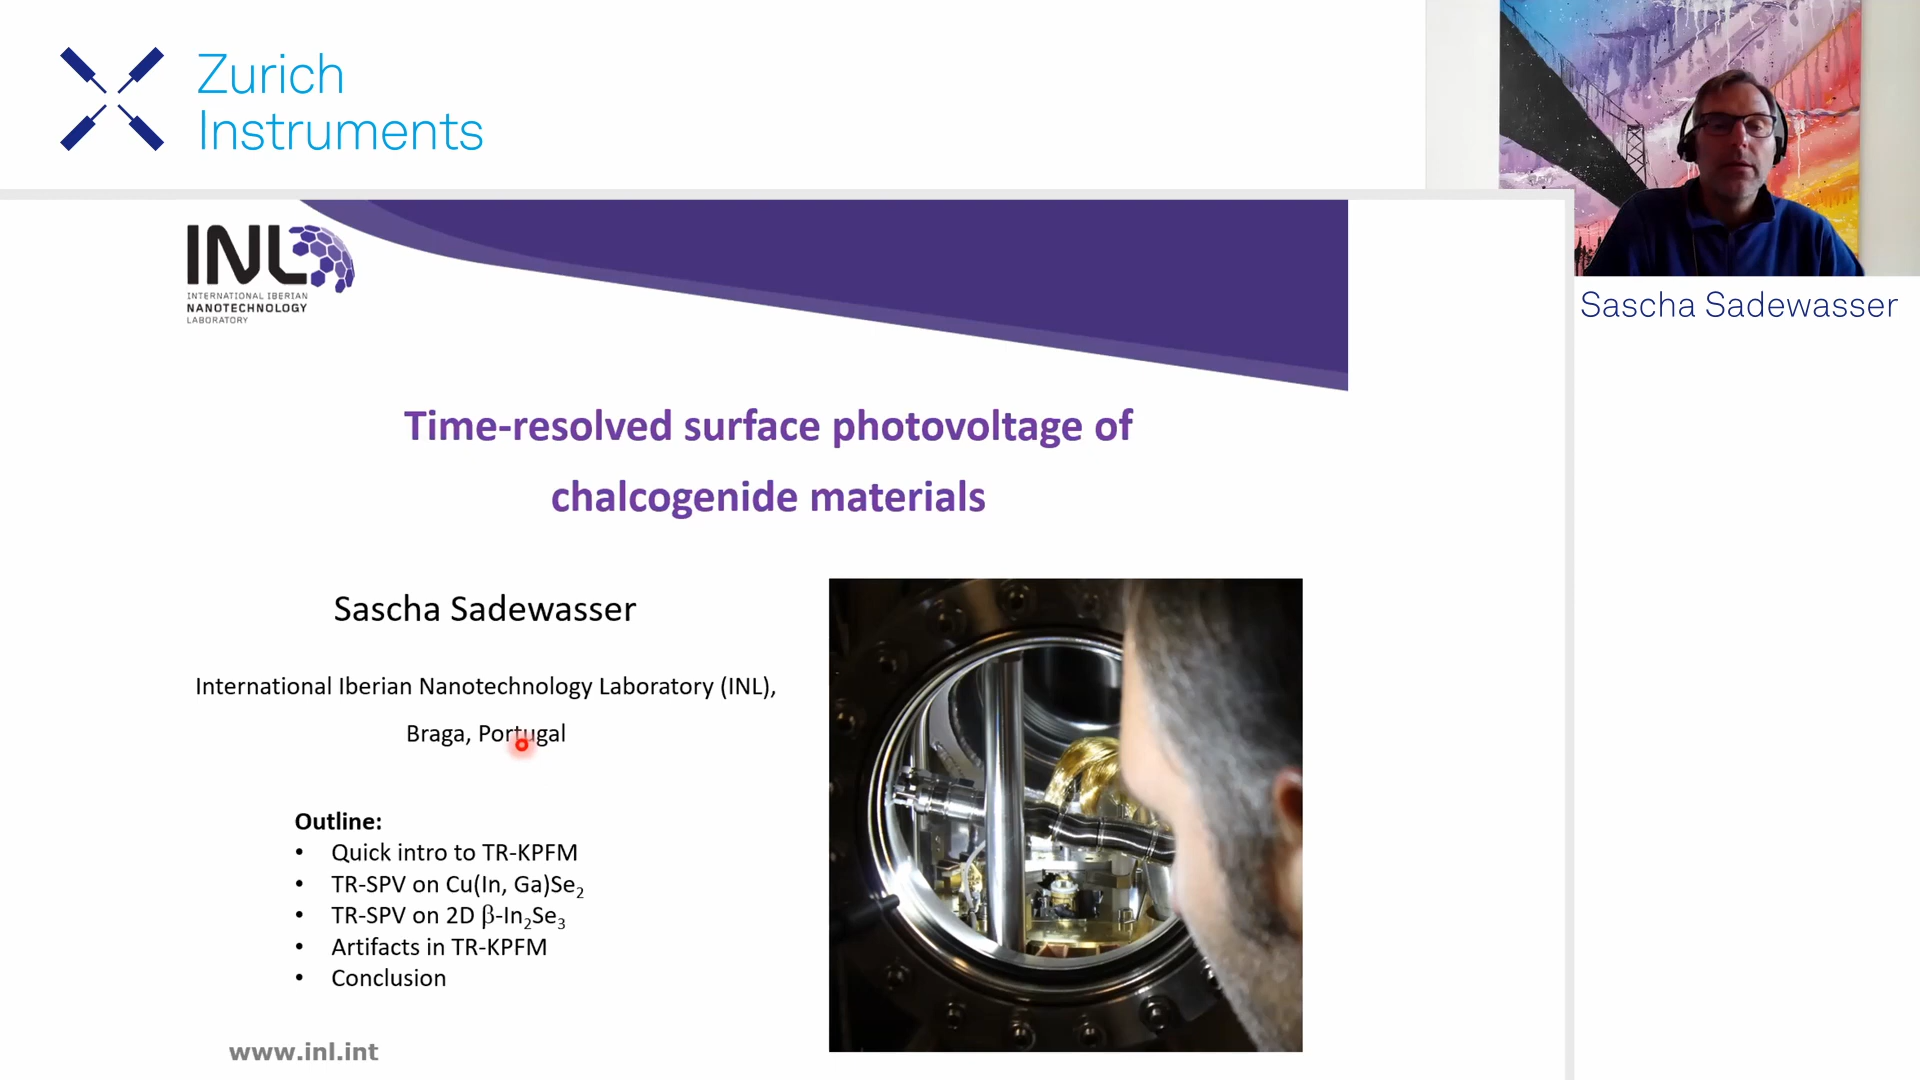 Zurich
Instruments
Sascha Sadewasser
INL
INTERNATIONAL IBERIAN
NANOTECHNOLOGY
LABORATORY
Time-resolved surface photovoltage of
chalcogenide materials
Sascha Sadewasser
International Iberian Nanotechnology Laboratory (INL),
Braga, Portugal
Outline:
• Quick intro to TR-KPFM
• TR-SPV on Cu(In, Ga)Se₂
• TR-SPV on 2D β-In₂Se₃
• Artifacts in TR-KPFM
• Conclusion
www.inl.int